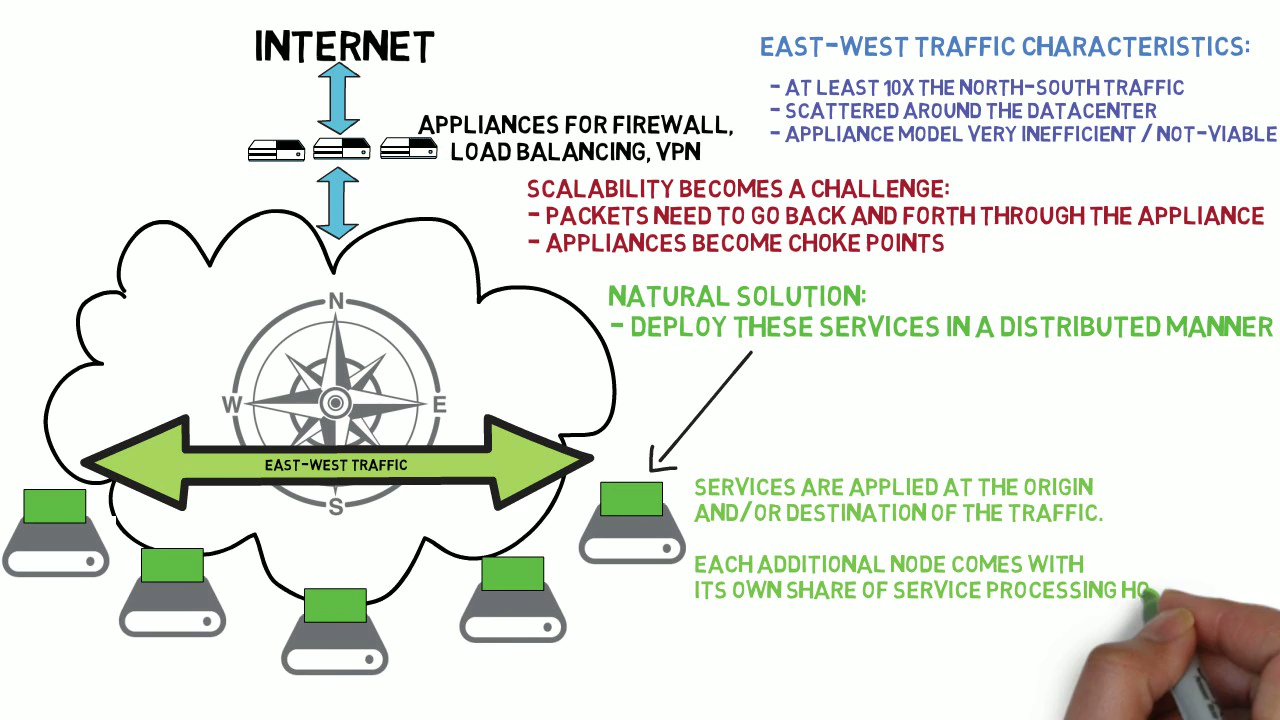 INTERNET
APPLIANCES FOR FIREWALL,
LOAD BALANCING, VPN
EAST-WEST TRAFFIC CHARACTERISTICS:
- AT LEAST 10X THE NORTH-SOUTH TRAFFIC
- SCATTERED AROUND THE DATACENTER
- APPLIANCE MODEL VERY INEFFICIENT / NOT-VIABLE
SCALABILITY BECOMES A CHALLENGE:
- PACKETS NEED TO GO BACK AND FORTH THROUGH THE APPLIANCE
- APPLIANCES BECOME CHOKE POINTS
NATURAL SOLUTION:
- DEPLOY THESE SERVICES IN A DISTRIBUTED MANNER
N
W
E
EAST-WEST TRAFFIC
S
SERVICES ARE APPLIED AT THE ORIGIN
AND/OR DESTINATION OF THE TRAFFIC.
EACH ADDITIONAL NODE COMES WITH
ITS OWN SHARE OF SERVICE PROCESSING HO